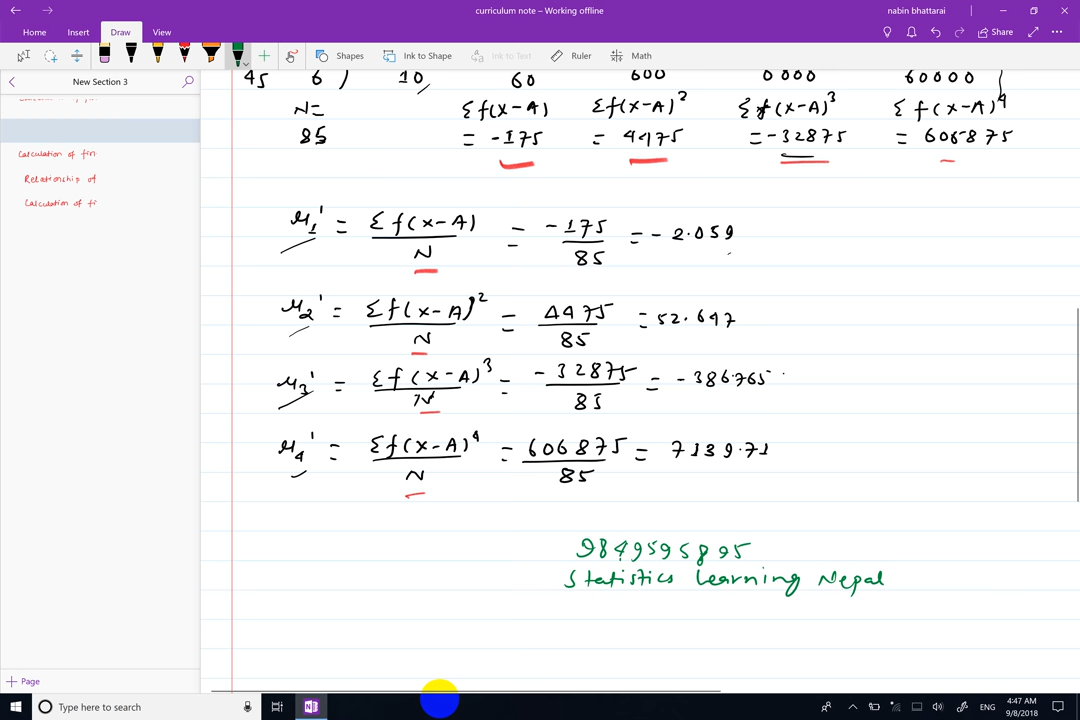 curriculum note – Working offline
nabin bhattarai
Home Insert Draw View
Share
Shapes Ink to Shape Ink to Text Ruler Math
New Section 3
45 6 10 60 600 0000 60000
N= Σf(x-A) Σf(x-A)² Σf(x-A)³ Σf(x-A)⁴
85 = -175 = 4475 = -32875 = 606875
Calculation of fin
Relationship of
Calculation of fi
μ₁' = Σf(x-A)/N = -175/85 = -2.059
μ₂' = Σf(x-A)²/N = 4475/85 = 52.647
μ₃' = Σf(x-A)³/N = -32875/85 = -386.765
μ₄' = Σf(x-A)⁴/N = 606875/85 = 7139.71
9849595895
Statistics Learning Nepal
+ Page
Type here to search
ENG
4:47 AM
9/8/2018